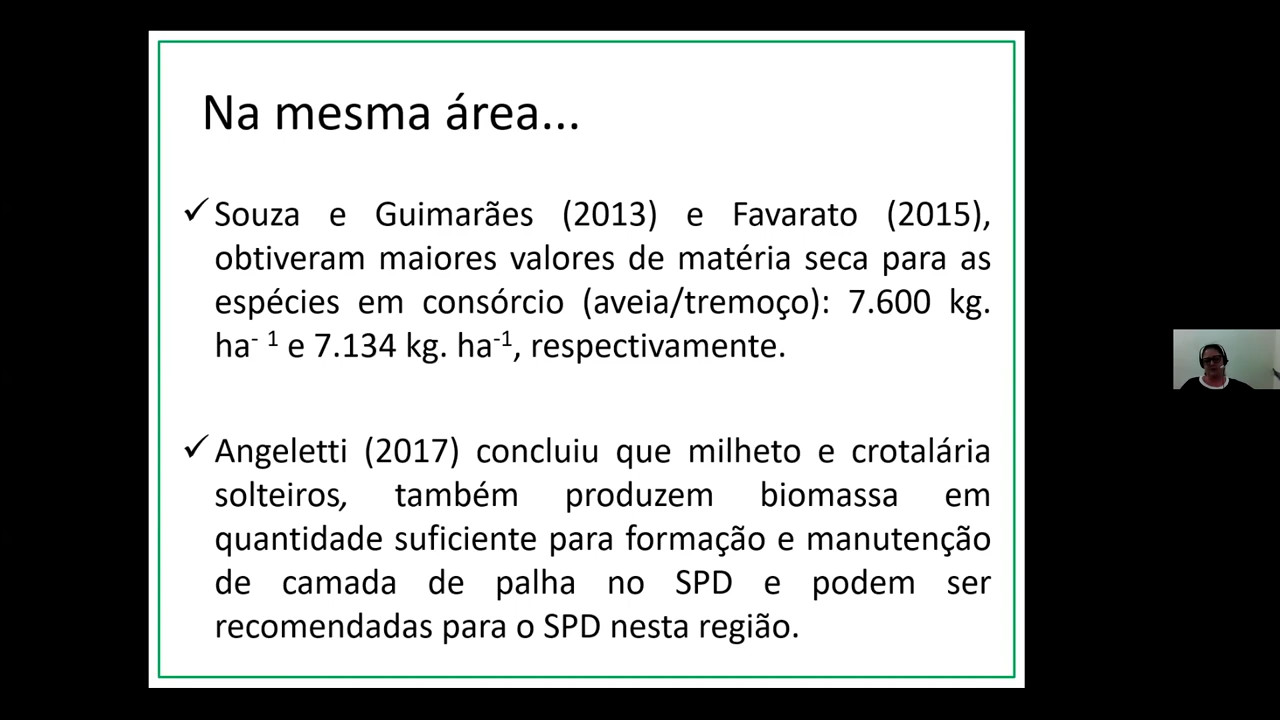 Na mesma área...
✓ Souza e Guimarães (2013) e Favarato (2015),
obtiveram maiores valores de matéria seca para as
espécies em consórcio (aveia/tremoço): 7.600 kg.
ha⁻ ¹ e 7.134 kg. ha⁻¹, respectivamente.
✓ Angeletti (2017) concluiu que milheto e crotalária
solteiros, também produzem biomassa em
quantidade suficiente para formação e manutenção
de camada de palha no SPD e podem ser
recomendadas para o SPD nesta região.